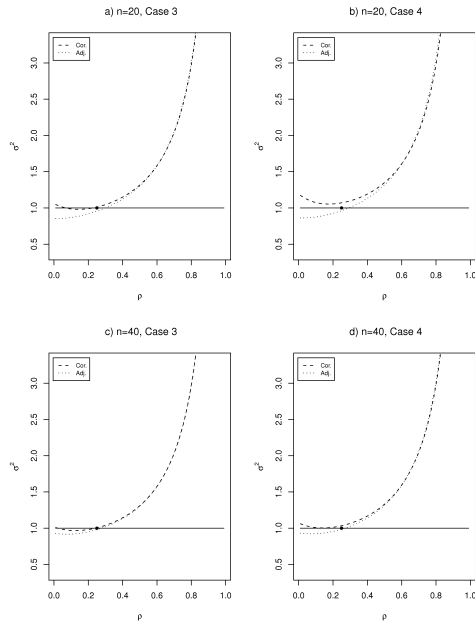 a) n=20, Case 3
Cor.
Adj.
σ²
0.5 1.0 1.5 2.0 2.5 3.0
0.0 0.2 0.4 0.6 0.8 1.0
ρ
b) n=20, Case 4
Cor.
Adj.
σ²
0.5 1.0 1.5 2.0 2.5 3.0
0.0 0.2 0.4 0.6 0.8 1.0
ρ
c) n=40, Case 3
Cor.
Adj.
σ²
0.5 1.0 1.5 2.0 2.5 3.0
0.0 0.2 0.4 0.6 0.8 1.0
ρ
d) n=40, Case 4
Cor.
Adj.
σ²
0.5 1.0 1.5 2.0 2.5 3.0
0.0 0.2 0.4 0.6 0.8 1.0
ρ